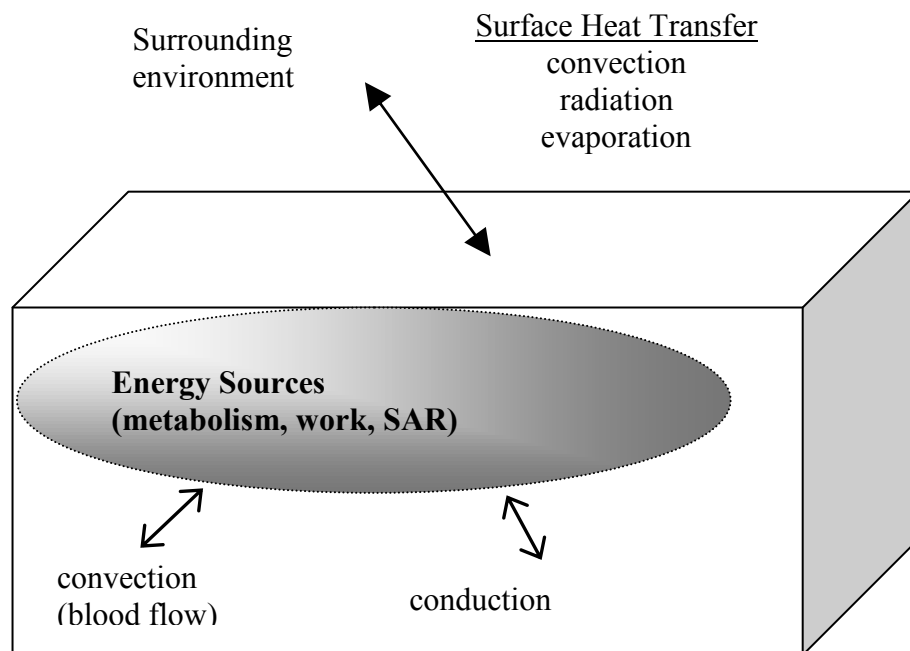 Surrounding
environment
Surface Heat Transfer
convection
radiation
evaporation
Energy Sources
(metabolism, work, SAR)
convection
(blood flow)
conduction